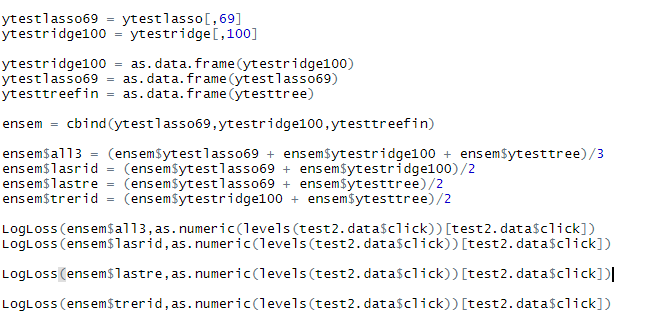 ytestlasso69 = ytestlasso[,69]
ytestridge100 = ytestridge[,100]
ytestridge100 = as.data.frame(ytestridge100)
ytestlasso69 = as.data.frame(ytestlasso69)
ytesttreefin = as.data.frame(ytesttree)
ensem = cbind(ytestlasso69,ytestridge100,ytesttreefin)
ensem$all3 = (ensem$ytestlasso69 + ensem$ytestridge100 + ensem$ytesttree)/3
ensem$lasrid = (ensem$ytestlasso69 + ensem$ytestridge100)/2
ensem$lastre = (ensem$ytestlasso69 + ensem$ytesttree)/2
ensem$trerid = (ensem$ytestridge100 + ensem$ytesttree)/2
LogLoss(ensem$all3,as.numeric(levels(test2.data$click))[test2.data$click])
LogLoss(ensem$lasrid,as.numeric(levels(test2.data$click))[test2.data$click])
LogLoss(ensem$lastre,as.numeric(levels(test2.data$click))[test2.data$click])
LogLoss(ensem$trerid,as.numeric(levels(test2.data$click))[test2.data$click])